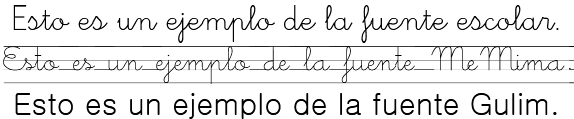 Esto es un ejemplo de la fuente escolar.
Esto es un ejemplo de la fuente MeMima.
Esto es un ejemplo de la fuente Gulim.